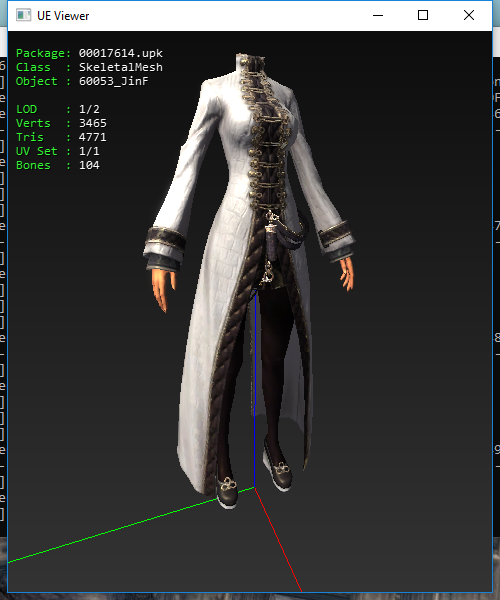 UE Viewer
Package: 00017614.upk
Class : SkeletalMesh
Object : 60053_JinF
LOD : 1/2
Verts : 3465
Tris : 4771
UV Set : 1/1
Bones : 104